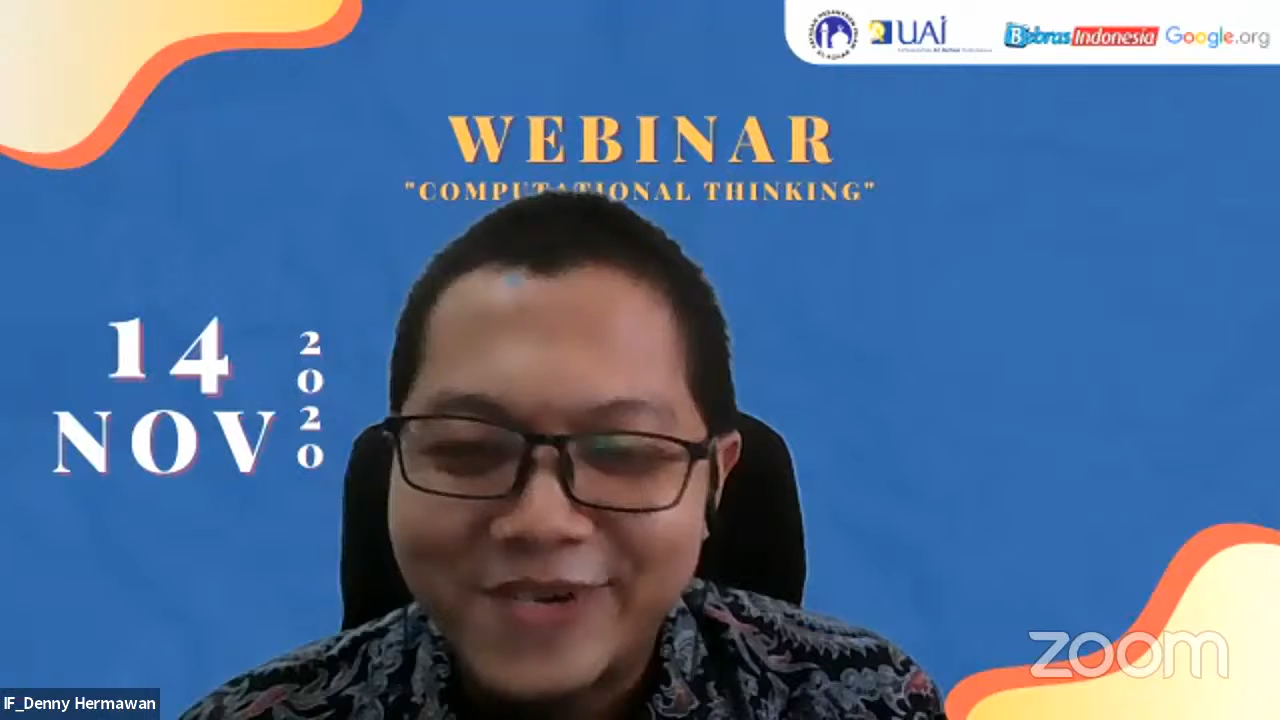 UAI
Bebras Indonesia
Google.org
WEBINAR
"COMPUTATIONAL THINKING"
14
NOV
2020
zoom
IF_Denny Hermawan